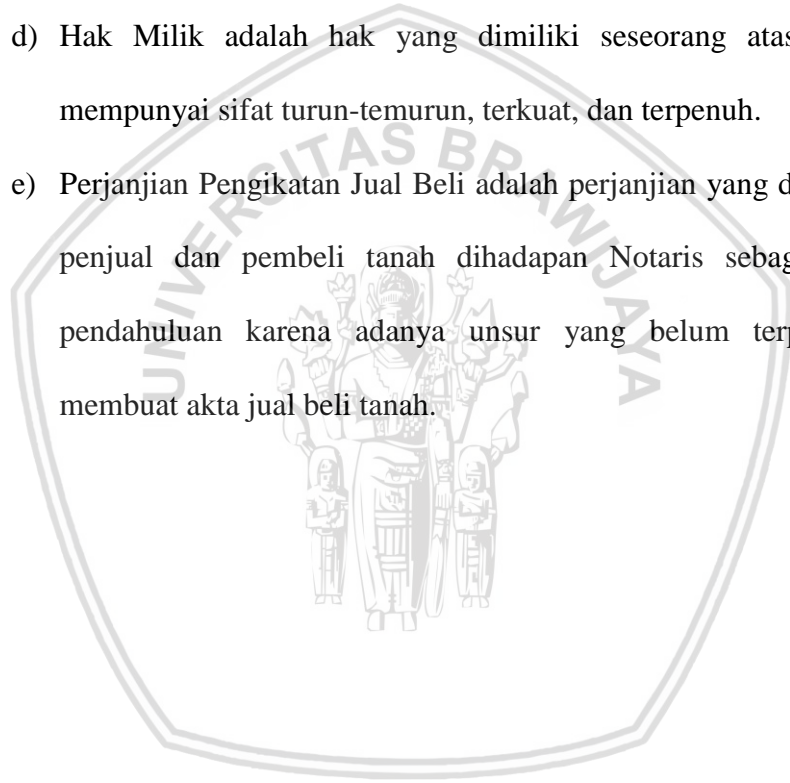 d) Hak Milik adalah hak yang dimiliki seseorang atas
mempunyai sifat turun-temurun, terkuat, dan terpenuh.
e) Perjanjian Pengikatan Jual Beli adalah perjanjian yang
penjual dan pembeli tanah dihadapan Notaris
pendahuluan karena adanya unsur yang belum
membuat akta jual beli tanah.
UNIVERSITAS BRAWIJAYA